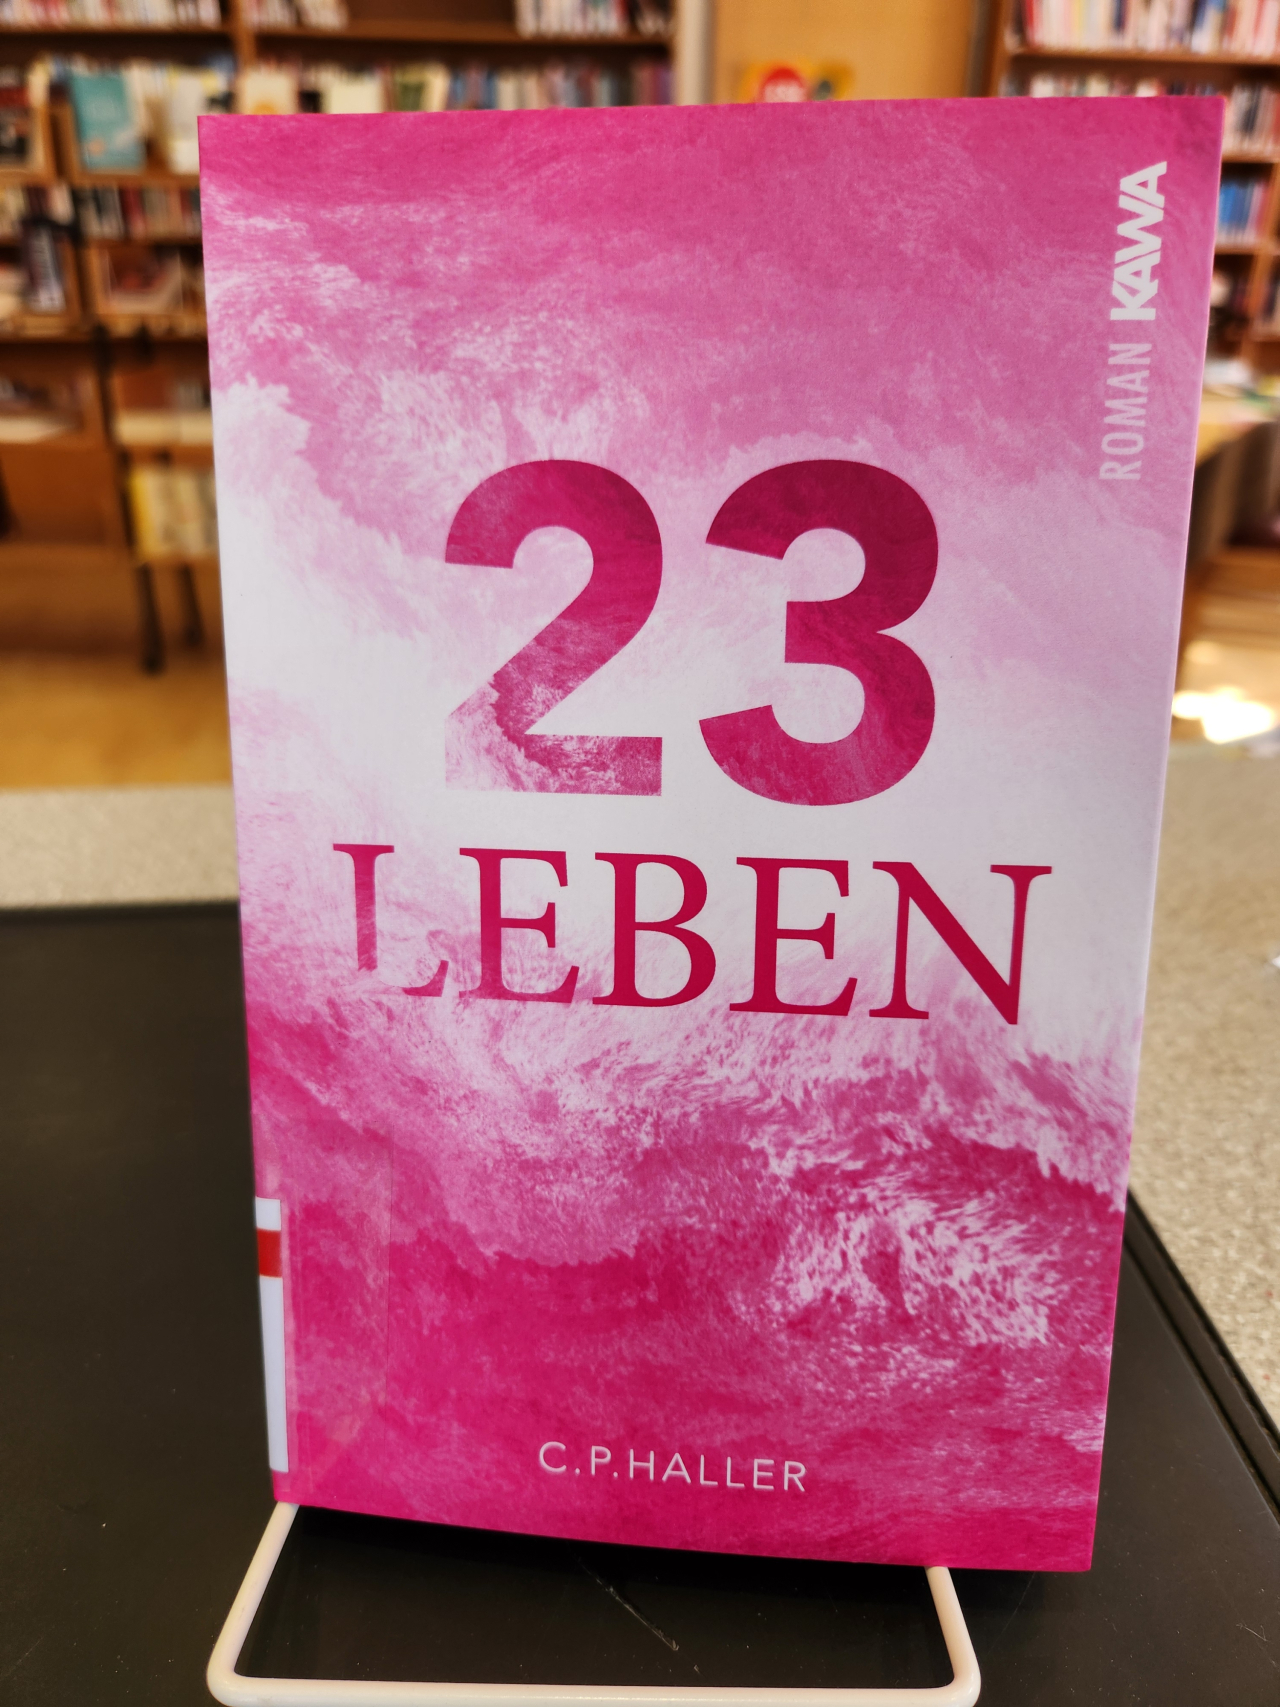 ROMAN KAWA
23
LEBEN
C.P.HALLER